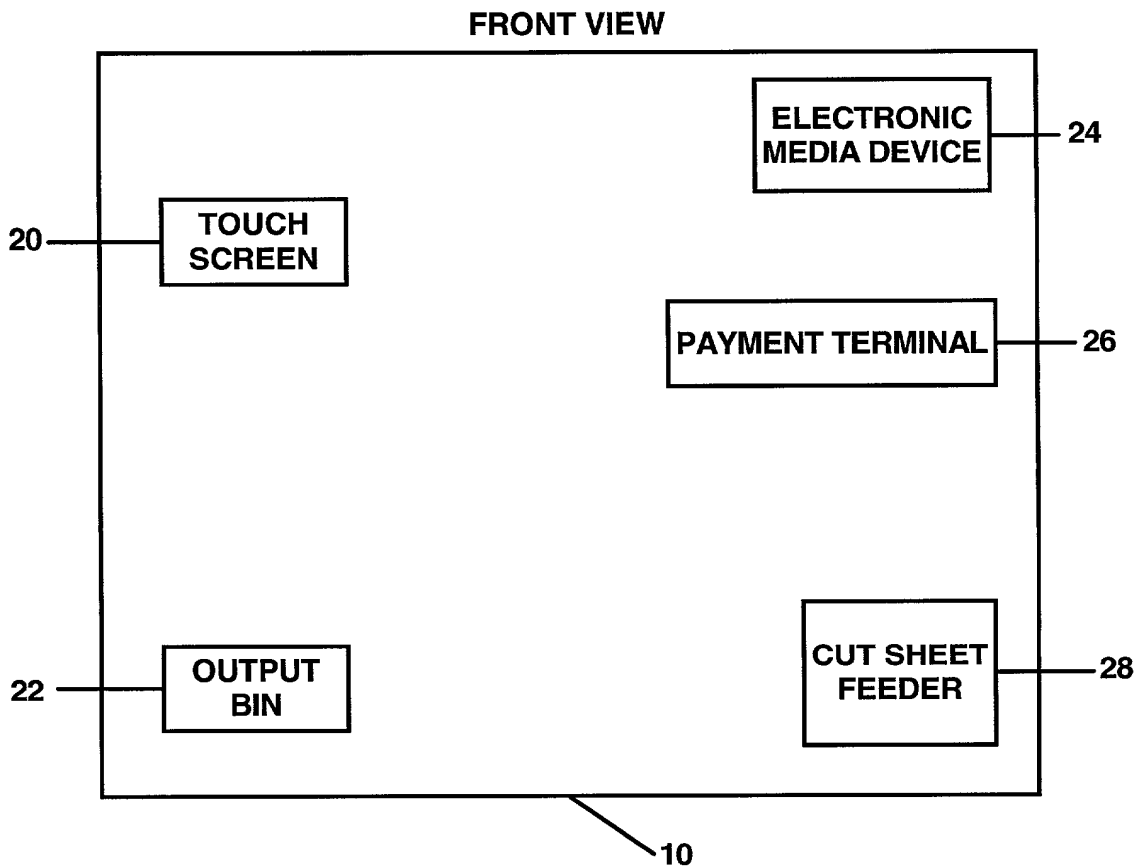 FRONT VIEW
ELECTRONIC
MEDIA DEVICE
24
20
TOUCH
SCREEN
PAYMENT TERMINAL
26
22
OUTPUT
BIN
CUT SHEET
FEEDER
28
10